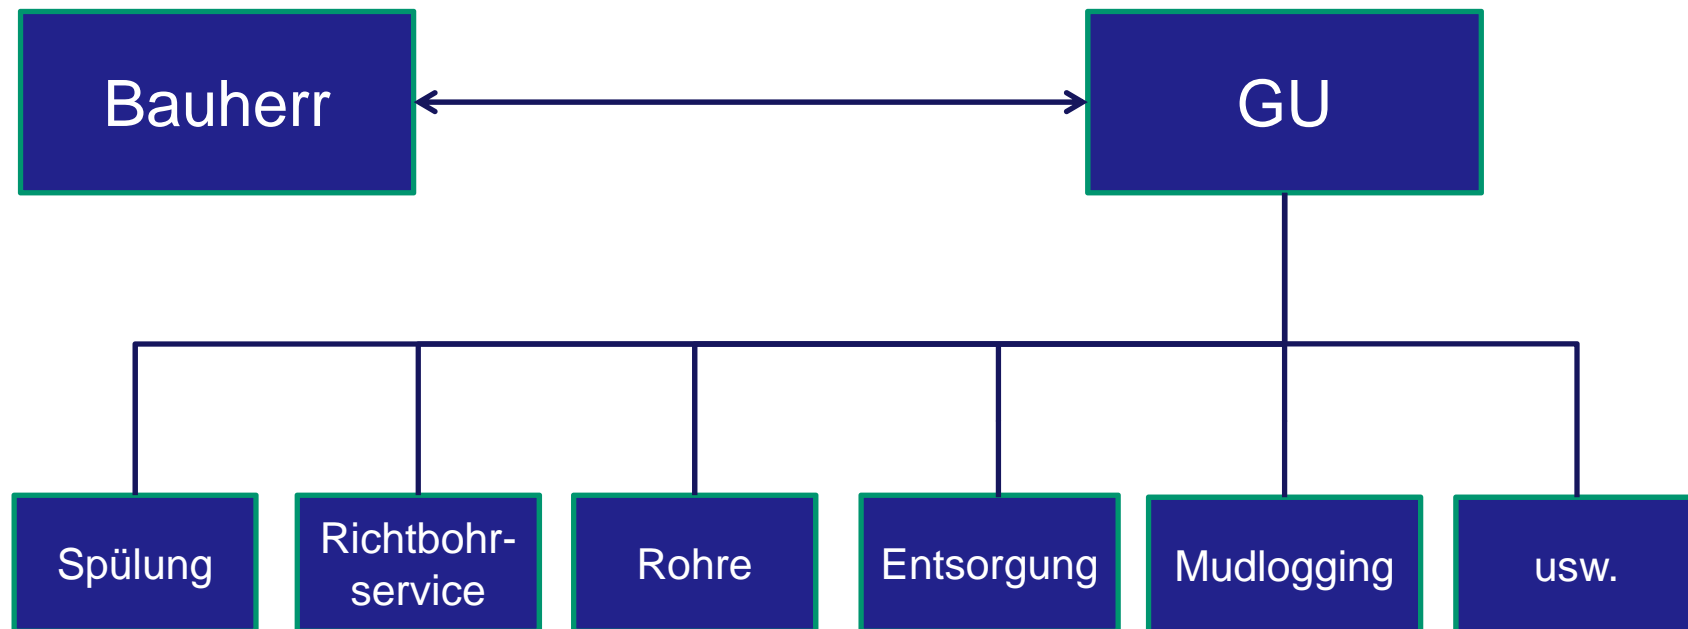 Bauherr
GU
Spülung
Richtbohr-
service
Rohre
Entsorgung
Mudlogging
usw.